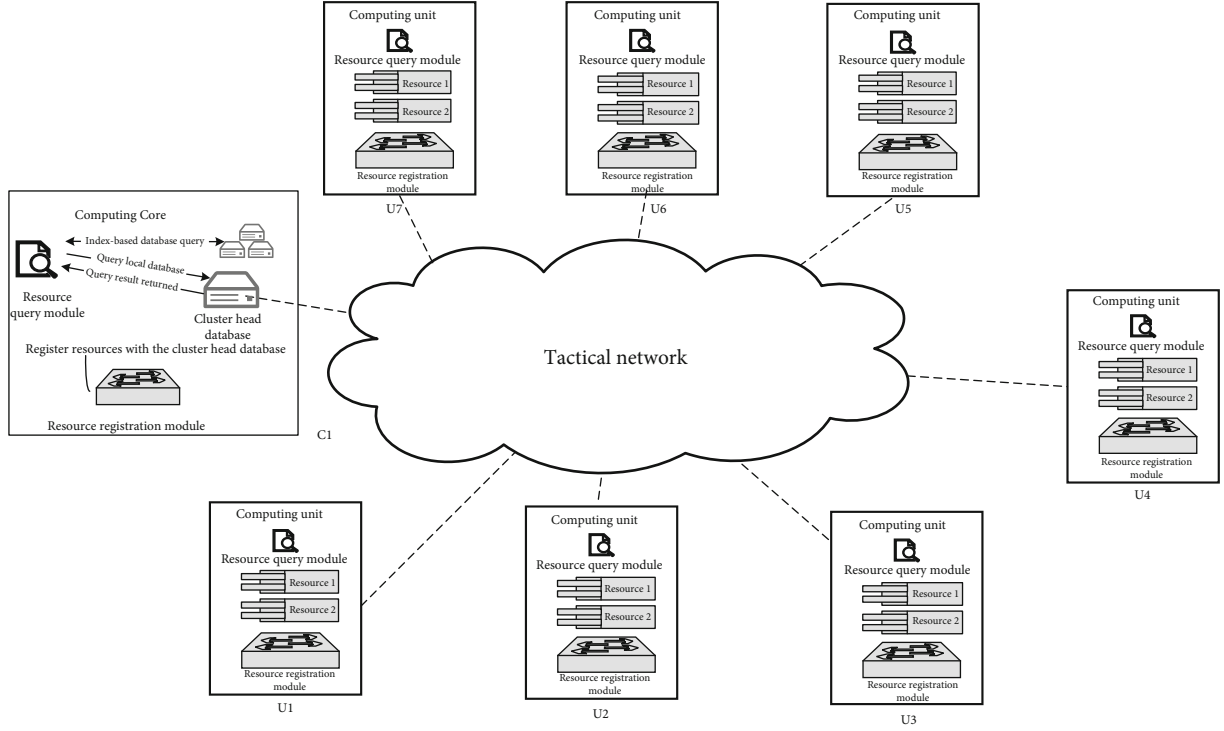 Computing unit
Resource query module
Resource 1
Resource 2
Resource registration
module
U7
Computing unit
Resource query module
Resource 1
Resource 2
Resource registration
module
U6
Computing unit
Resource query module
Resource 1
Resource 2
Resource registration
module
U5
Computing Core
Index-based database query
Query local database
Query result returned
Resource
query module
Cluster head
database
Register resources with the cluster head database
Resource registration module
C1
Tactical network
Computing unit
Resource query module
Resource 1
Resource 2
Resource registration
module
U4
Computing unit
Resource query module
Resource 1
Resource 2
Resource registration
module
U1
Computing unit
Resource query module
Resource 1
Resource 2
Resource registration
module
U2
Computing unit
Resource query module
Resource 1
Resource 2
Resource registration
module
U3